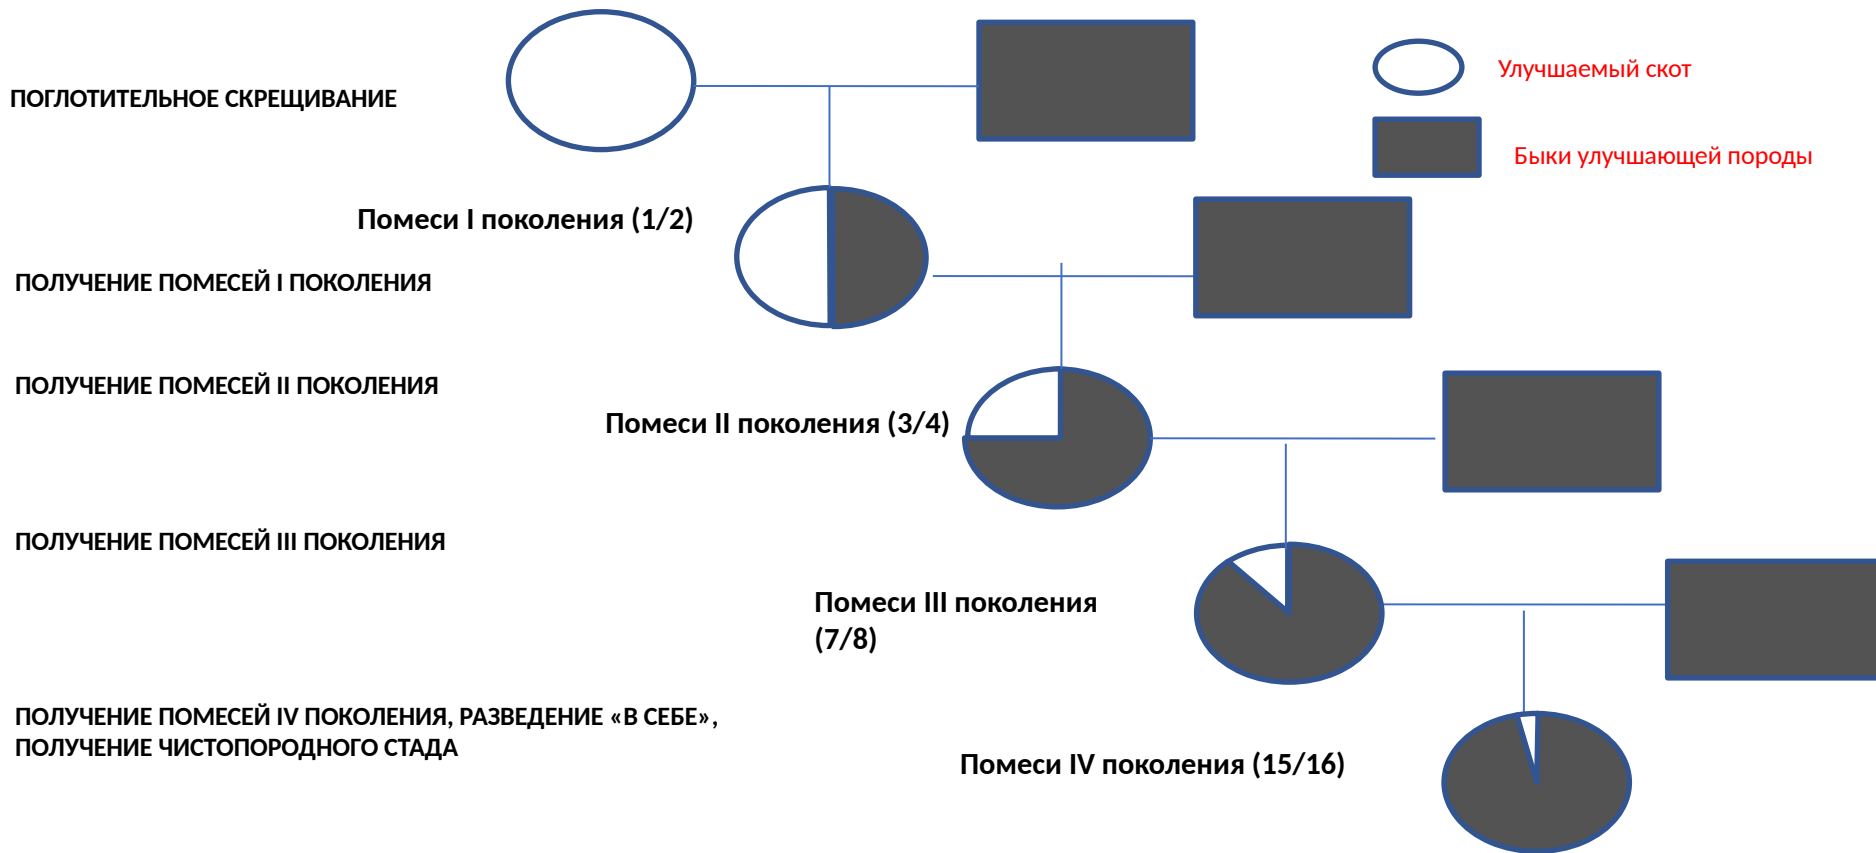 Улучшаемый скот
ПОГЛОТИТЕЛЬНОЕ СКРЕЩИВАНИЕ
Быки улучшающей породы
Помеси I поколения (1/2)
ПОЛУЧЕНИЕ ПОМЕСЕЙ I ПОКОЛЕНИЯ
ПОЛУЧЕНИЕ ПОМЕСЕЙ II ПОКОЛЕНИЯ
Помеси II поколения (3/4)
ПОЛУЧЕНИЕ ПОМЕСЕЙ III ПОКОЛЕНИЯ
Помеси III поколения
(7/8)
ПОЛУЧЕНИЕ ПОМЕСЕЙ IV ПОКОЛЕНИЯ, РАЗВЕДЕНИЕ «В СЕБЕ»,
ПОЛУЧЕНИЕ ЧИСТОПОРОДНОГО СТАДА
Помеси IV поколения (15/16)